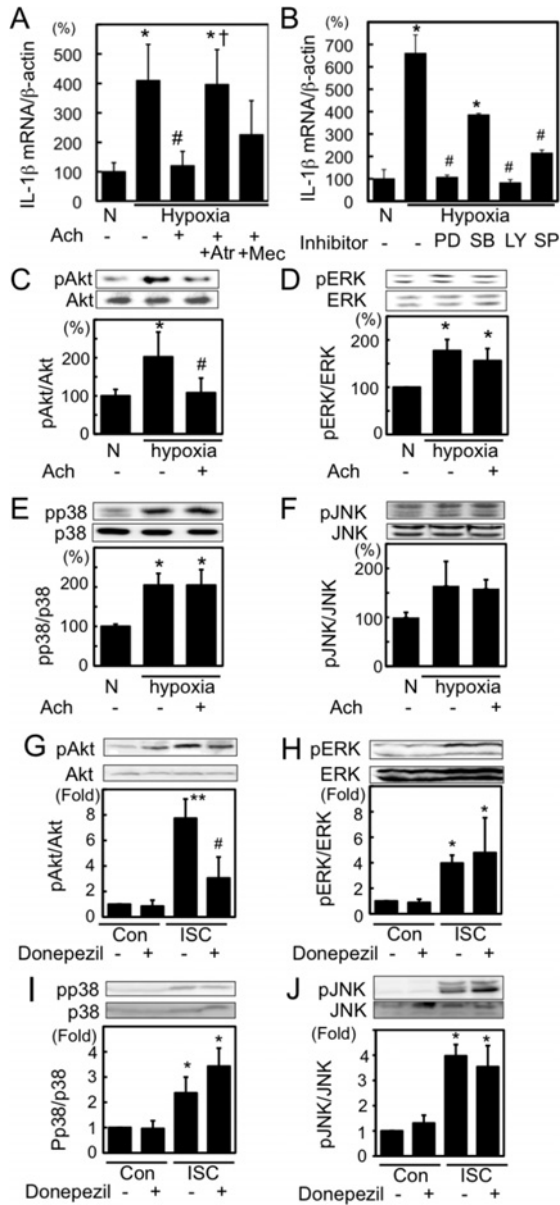 A
(%)
IL-1β mRNA/β-actin
500
400
300
200
100
0
* * †
#
N Hypoxia
Ach - - + + +
+Atr +Mec
B
(%)
IL-1β mRNA/β-actin
800
700
600
500
400
300
200
100
0
* * # # #
N Hypoxia
Inhibitor - - PD SB LY SP
C
pAkt
Akt
(%)
pAkt/Akt
200
100
0
* #
N hypoxia
Ach - - +
D
pERK
ERK
(%)
pERK/ERK
200
100
0
* *
N hypoxia
Ach - - +
E
pp38
p38
(%)
pp38/p38
200
100
0
* *
N hypoxia
Ach - - +
F
pJNK
JNK
(%)
pJNK/JNK
200
100
0
N hypoxia
Ach - - +
G
pAkt
Akt
(Fold)
pAkt/Akt
8
6
4
2
0
** #
Con ISC
Donepezil - + - +
H
pERK
ERK
(Fold)
pERK/ERK
8
6
4
2
0
* *
Con ISC
Donepezil - + - +
I
pp38
p38
(Fold)
Pp38/p38
4
3
2
1
0
* *
Con ISC
Donepezil - + - +
J
pJNK
JNK
(Fold)
pJNK/JNK
4
3
2
1
0
* *
Con ISC
Donepezil - + - +